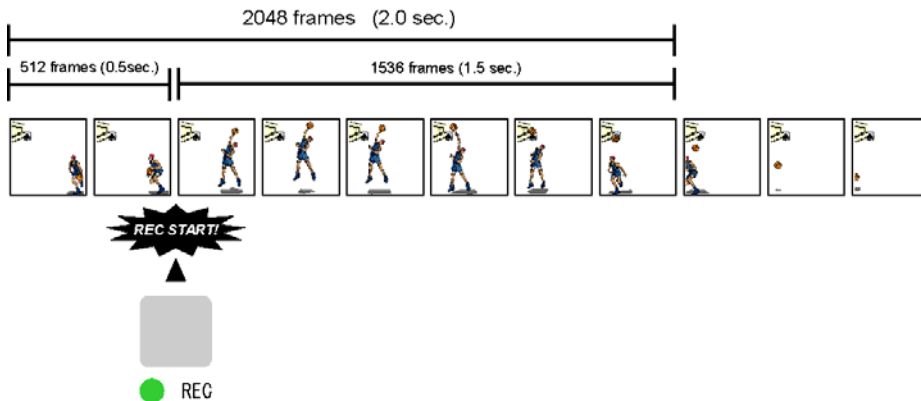 2048 frames (2.0 sec.)
512 frames (0.5sec.)
1536 frames (1.5 sec.)
REC START!
REC